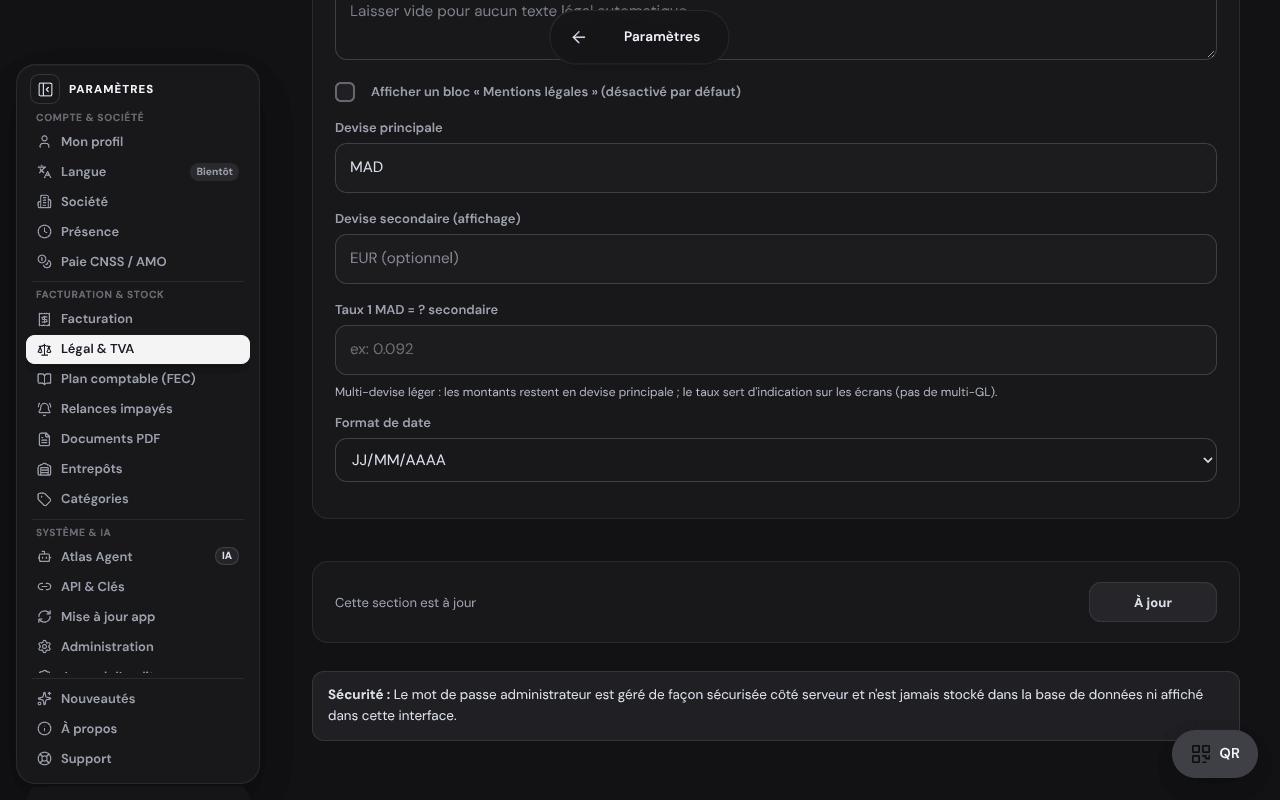 Laisser vide pour aucun texte légal automatique
Paramètres
PARAMÈTRES
COMPTE & SOCIÉTÉ
Mon profil
Langue
Bientôt
Société
Présence
Paie CNSS / AMO
FACTURATION & STOCK
Facturation
Légal & TVA
Plan comptable (FEC)
Relances impayés
Documents PDF
Entrepôts
Catégories
SYSTÈME & IA
Atlas Agent
IA
API & Clés
Mise à jour app
Administration
Nouveautés
À propos
Support
Afficher un bloc « Mentions légales » (désactivé par défaut)
Devise principale
MAD
Devise secondaire (affichage)
EUR (optionnel)
Taux 1 MAD = ? secondaire
ex: 0.092
Multi-devise léger : les montants restent en devise principale ; le taux sert d'indication sur les écrans (pas de multi-GL).
Format de date
JJ/MM/AAAA
Cette section est à jour
À jour
Sécurité : Le mot de passe administrateur est géré de façon sécurisée côté serveur et n'est jamais stocké dans la base de données ni affiché
dans cette interface.
QR